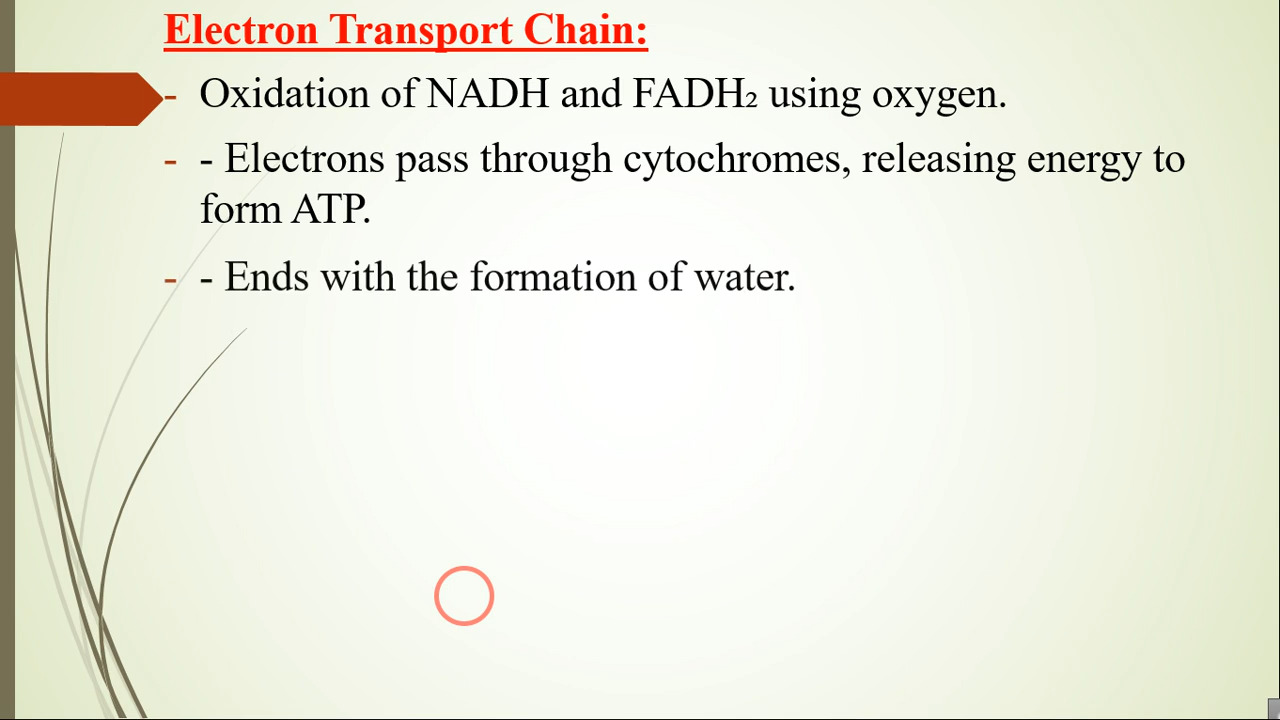 Electron Transport Chain:
- Oxidation of NADH and FADH₂ using oxygen.
- - Electrons pass through cytochromes, releasing energy to
form ATP.
- - Ends with the formation of water.